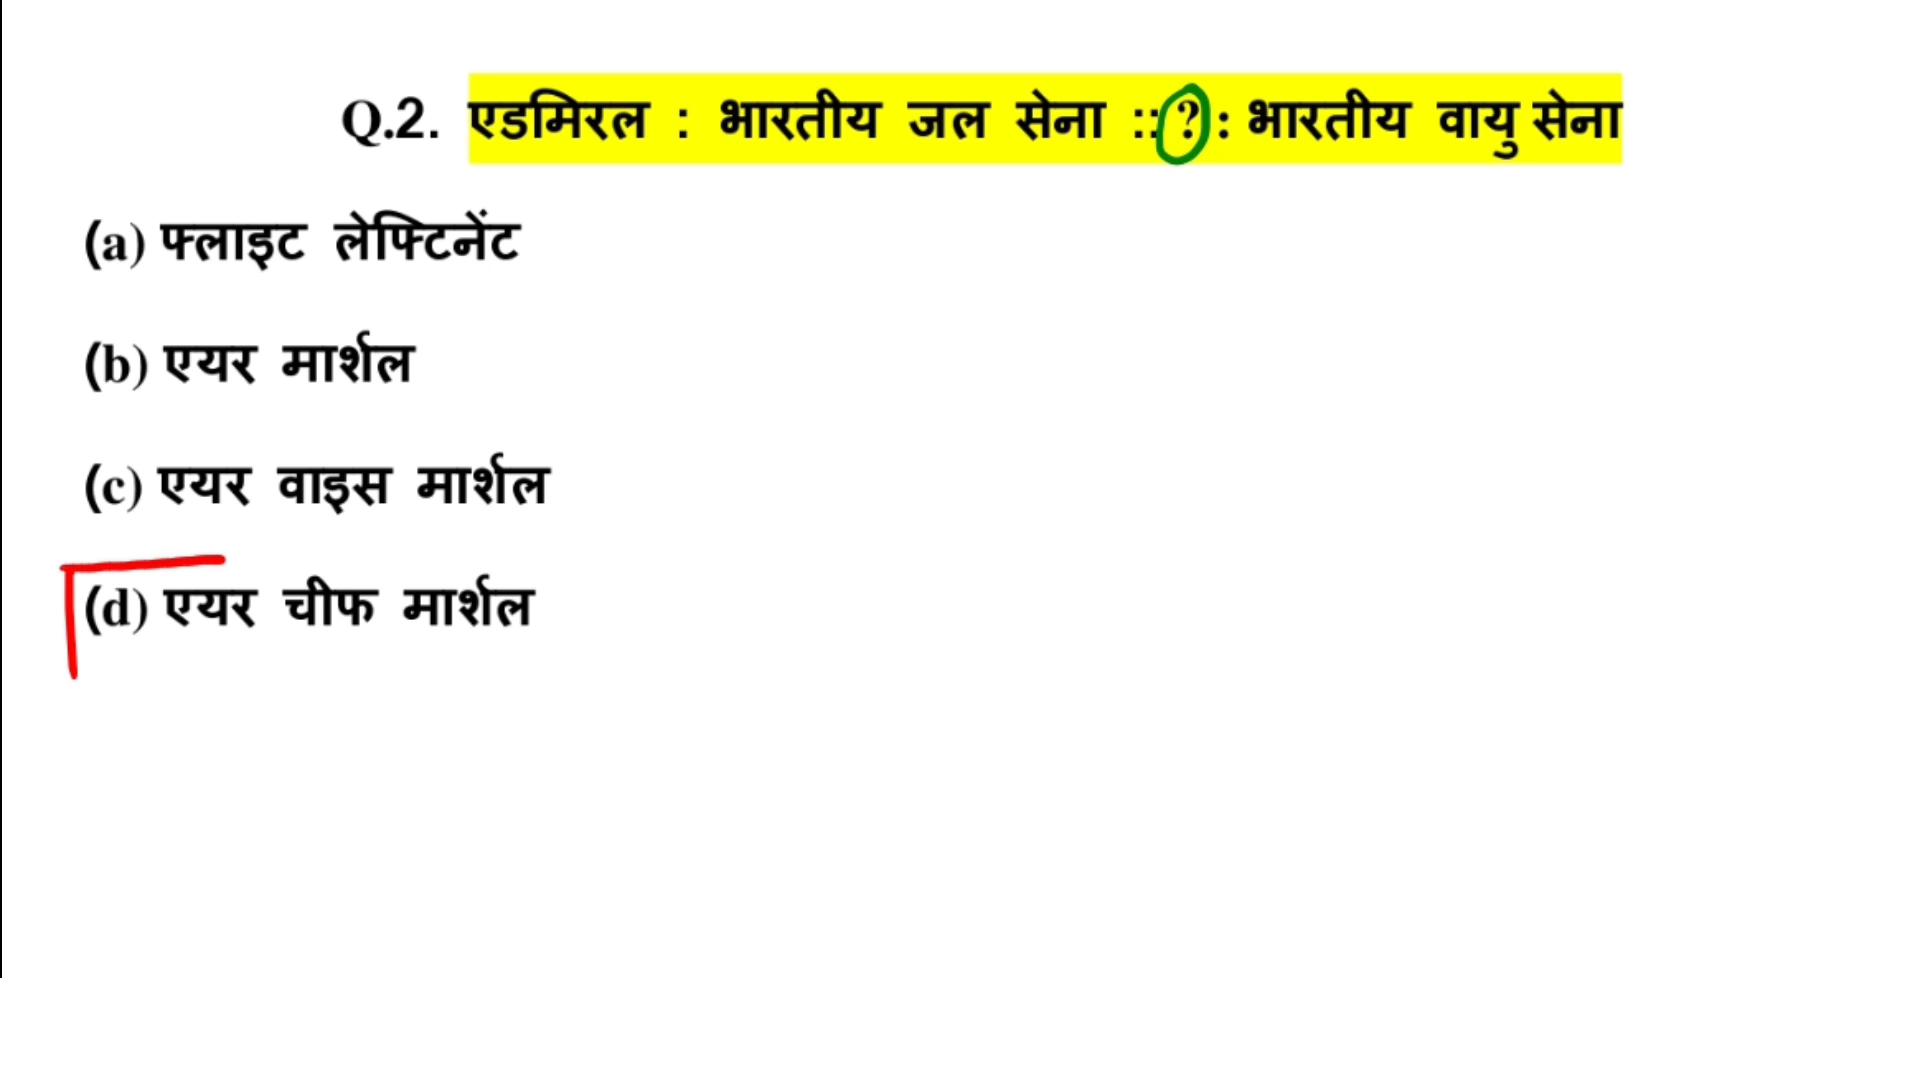 Q.2. एडमिरल : भारतीय जल सेना :: ? : भारतीय वायु सेना
(a) फ्लाइट लेफ्टिनेंट
(b) एयर मार्शल
(c) एयर वाइस मार्शल
(d) एयर चीफ मार्शल